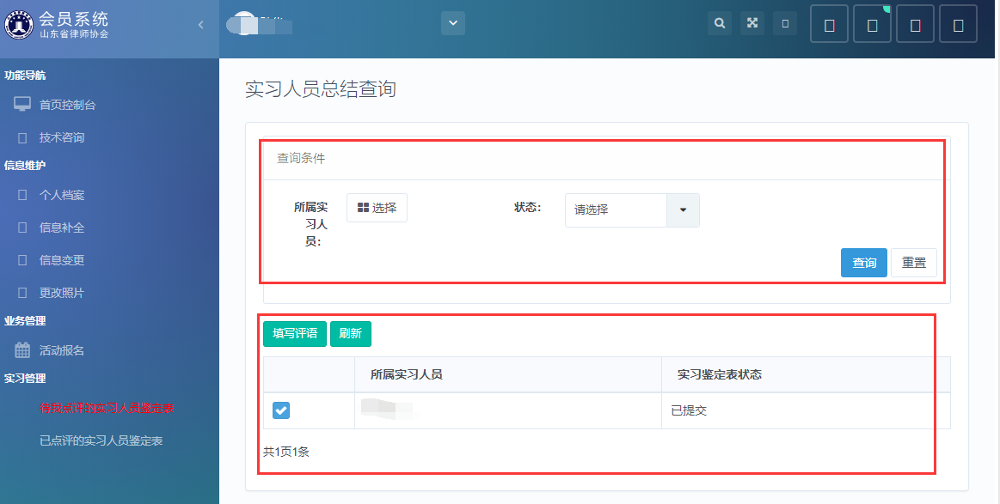 会员系统
山东省律师协会
功能导航
首页控制台
技术咨询
信息维护
个人档案
信息补全
信息变更
更改照片
业务管理
活动报名
实习管理
待我点评的实习人员鉴定表
已点评的实习人员鉴定表
实习人员总结查询
查询条件
所属实
习人
员：
选择
状态：
请选择
查询
重置
填写评语
刷新
所属实习人员
实习鉴定表状态
已提交
共1页1条